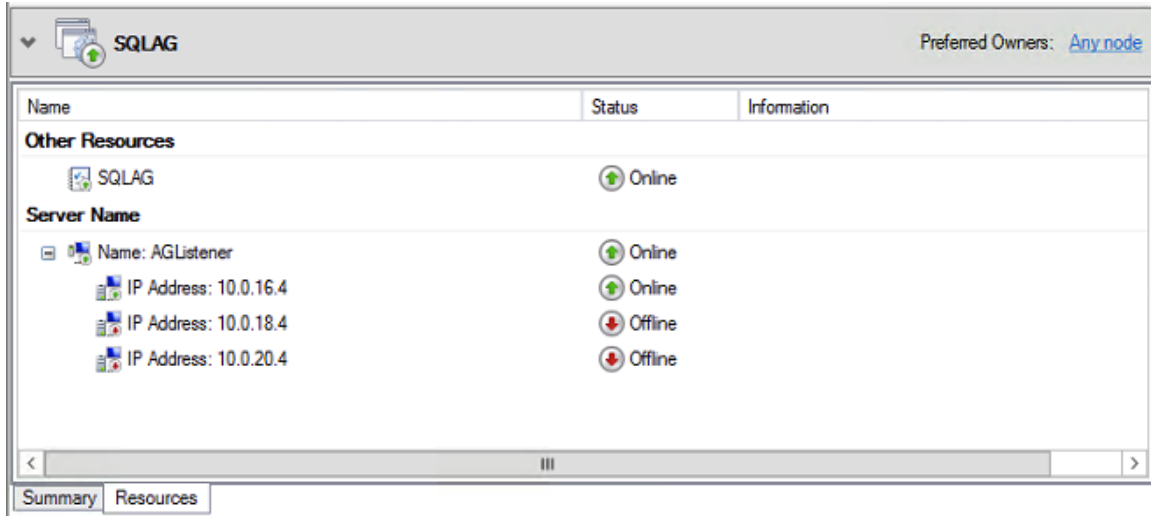 SQLAG Preferred Owners: Any node
Name Status Information
Other Resources
SQLAG Online
Server Name
Name: AGListener Online
IP Address: 10.0.16.4 Online
IP Address: 10.0.18.4 Offline
IP Address: 10.0.20.4 Offline
Summary Resources